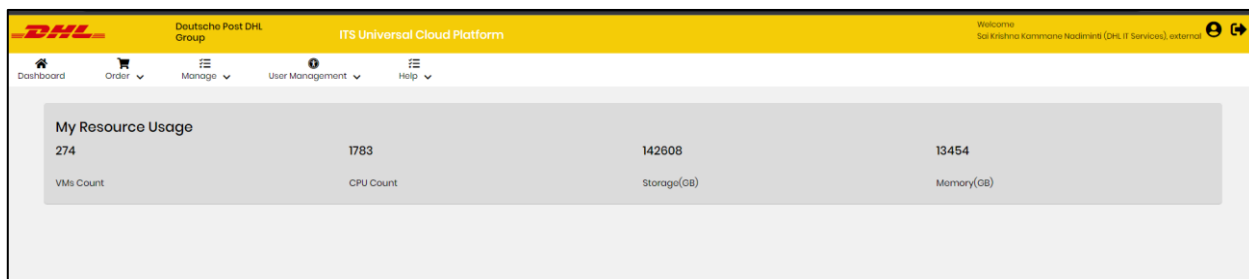 DHL
Deutsche Post DHL
Group
ITS Universal Cloud Platform
Welcome
Sai Krishna Kammane Nadiminti (DHL IT Services), external
Dashboard
Order
Manage
User Management
Help
My Resource Usage
274
1783
142608
13454
VMs Count
CPU Count
Storage(GB)
Memory(GB)